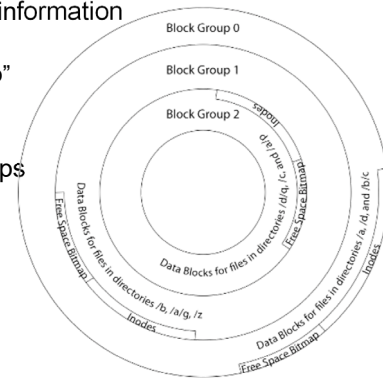 information
”
ps
Block Group 0
Block Group 1
Block Group 2
Inodes
Free Space Bitmap
Data Blocks for files in directories /d/q, /c, and /a/p
Data Blocks for files in directories /b, /a/g, /z
Free Space Bitmap
Inodes
Data Blocks for files in directories /a, /d, and /b/c
Free Space Bitmap
Inodes